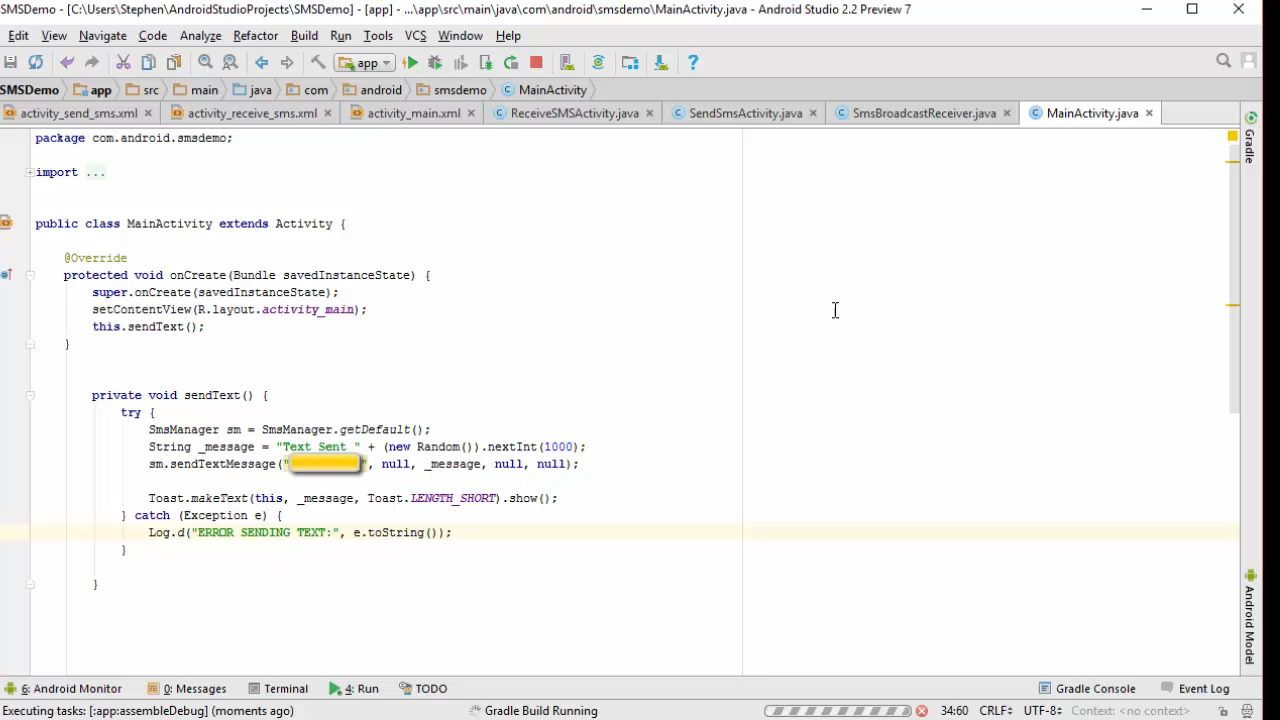 SMSDemo - [C:\Users\Stephen\AndroidStudioProjects\SMSDemo] - [app] - ...\app\src\main\java\com\android\smsdemo\MainActivity.java - Android Studio 2.2 Preview 7
Edit View Navigate Code Analyze Refactor Build Run Tools VCS Window Help
app
SMSDemo app src main java com android smsdemo MainActivity
activity_send_sms.xml activity_receive_sms.xml activity_main.xml ReceiveSMSActivity.java SendSmsActivity.java SmsBroadcastReceiver.java MainActivity.java
package com.android.smsdemo;
import ...
public class MainActivity extends Activity {
@Override
protected void onCreate(Bundle savedInstanceState) {
super.onCreate(savedInstanceState);
setContentView(R.layout.activity_main);
this.sendText();
}
private void sendText() {
try {
SmsManager sm = SmsManager.getDefault();
String _message = "Text Sent " + (new Random()).nextInt(1000);
sm.sendTextMessage("", null, _message, null, null);
Toast.makeText(this, _message, Toast.LENGTH_SHORT).show();
} catch (Exception e) {
Log.d("ERROR SENDING TEXT:", e.toString());
}
}
Gradle
Android Model
6: Android Monitor 0: Messages Terminal 4: Run TODO Gradle Console Event Log
Executing tasks: [:app:assembleDebug] (moments ago) Gradle Build Running 34:60 CRLF÷ UTF-8÷ Context: <no context>